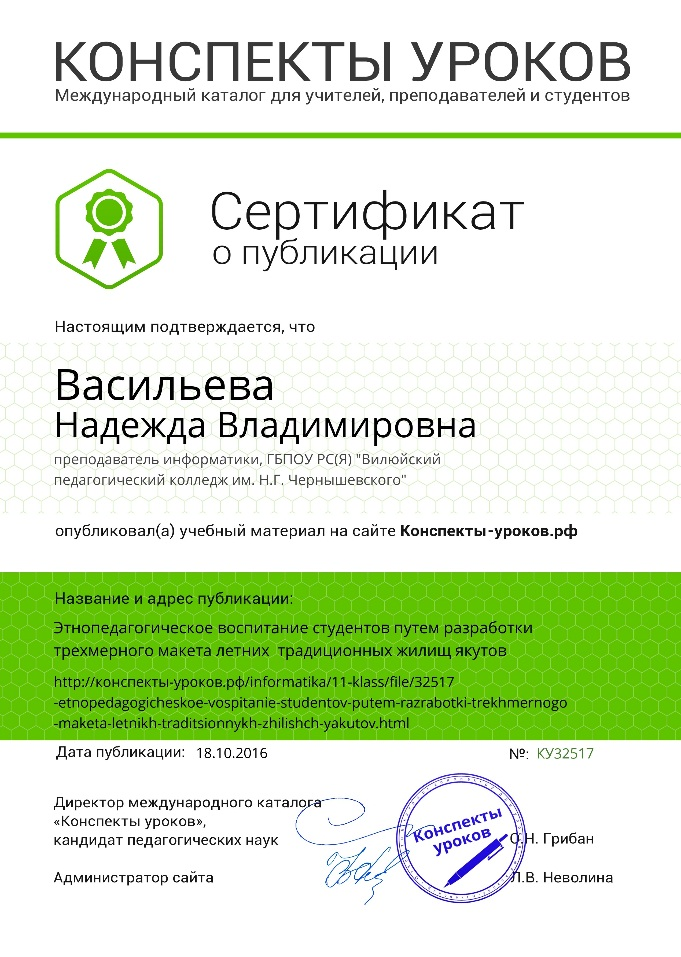 КОНСПЕКТЫ УРОКОВ
Международный каталог для учителей, преподавателей и студентов
Сертификат
о публикации
Настоящим подтверждается, что
Васильева
Надежда Владимировна
преподаватель информатики, ГБПОУ РС(Я) "Вилюйский
педагогический колледж им. Н.Г. Чернышевского"
опубликовал(а) учебный материал на сайте Конспекты-уроков.рф
Название и адрес публикации:
Этнопедагогическое воспитание студентов путем разработки
трехмерного макета летних традиционных жилищ якутов
http://конспекты-уроков.рф/informatika/11-klass/file/32517
-etnopedagogicheskoe-vospitanie-studentov-putem-razrabotki-trekhmernogo
-maketa-letnikh-traditsionnykh-zhilishch-yakutov.html
Дата публикации: 18.10.2016 №: КУ32517
Директор международного каталога
«Конспекты уроков»,
кандидат педагогических наук О.Н. Грибан
Конспекты
уроков
Администратор сайта Л.В. Неволина